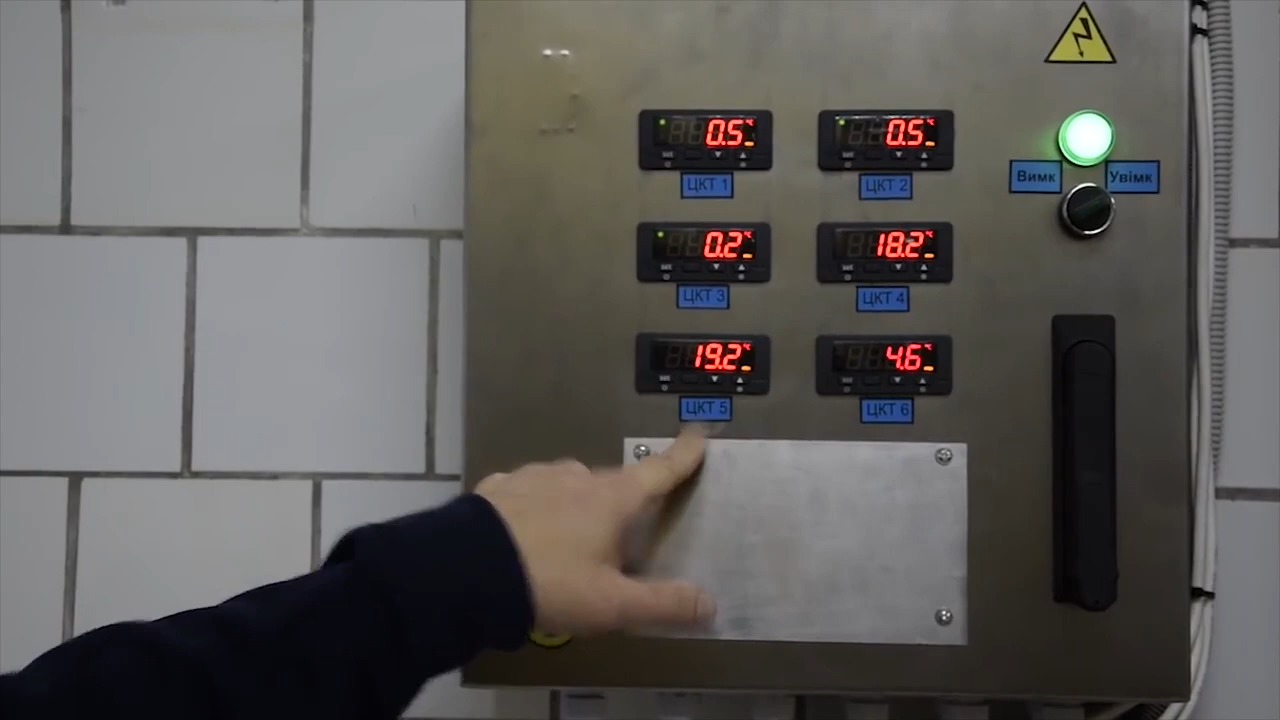 0.5 °C
0.5 °C
ЦКТ 1
ЦКТ 2
Вимк
Увімк
0.2 °C
18.2 °C
ЦКТ 3
ЦКТ 4
19.2 °C
4.6 °C
ЦКТ 5
ЦКТ 6